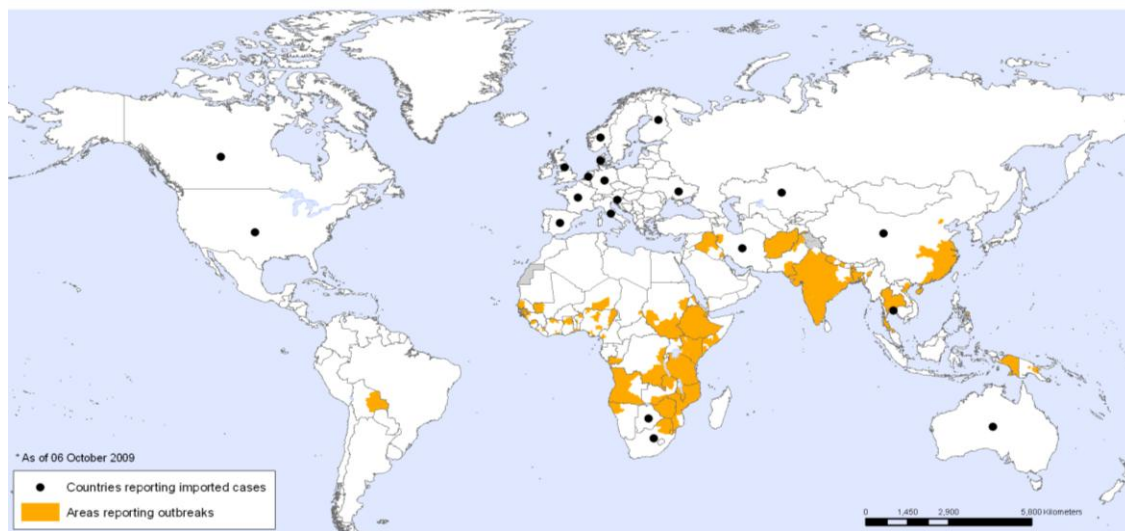 * As of 06 October 2009
Countries reporting imported cases
Areas reporting outbreaks
0 1,450 2,900 5,800 Kilometers